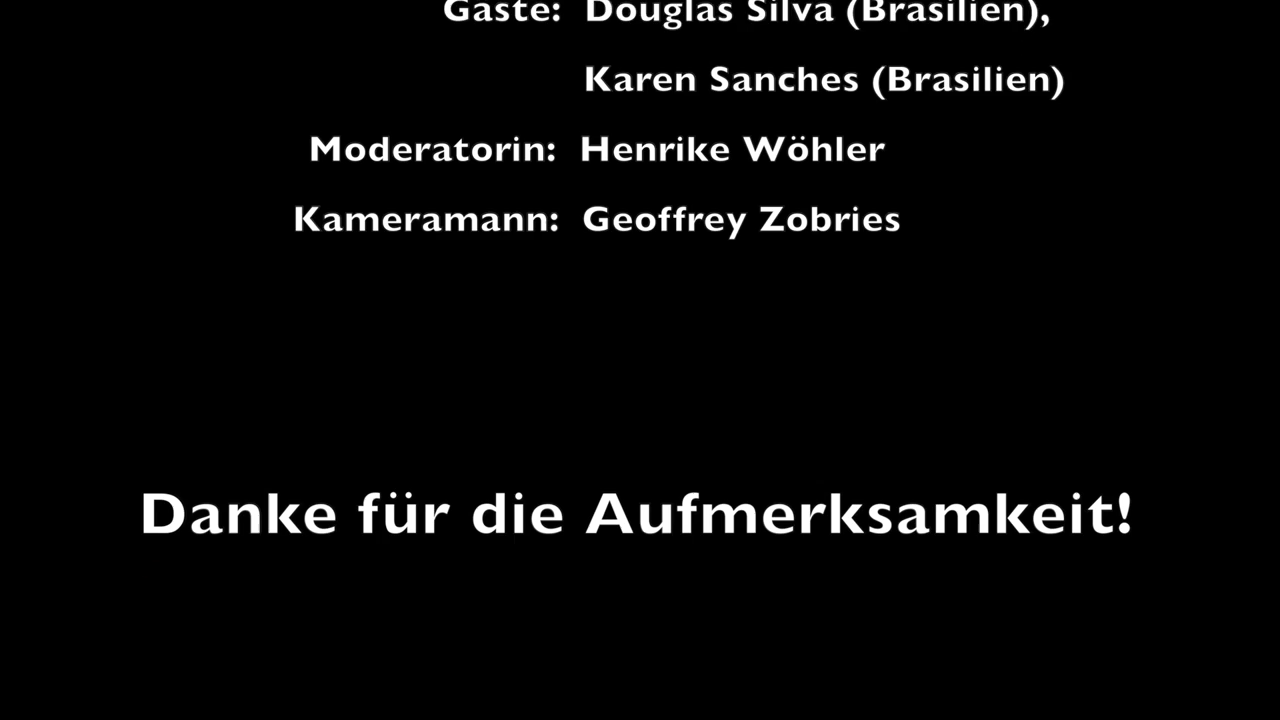 Gäste: Douglas Silva (Brasilien),
Karen Sanches (Brasilien)
Moderatorin: Henrike Wöhler
Kameramann: Geoffrey Zobries
Danke für die Aufmerksamkeit!